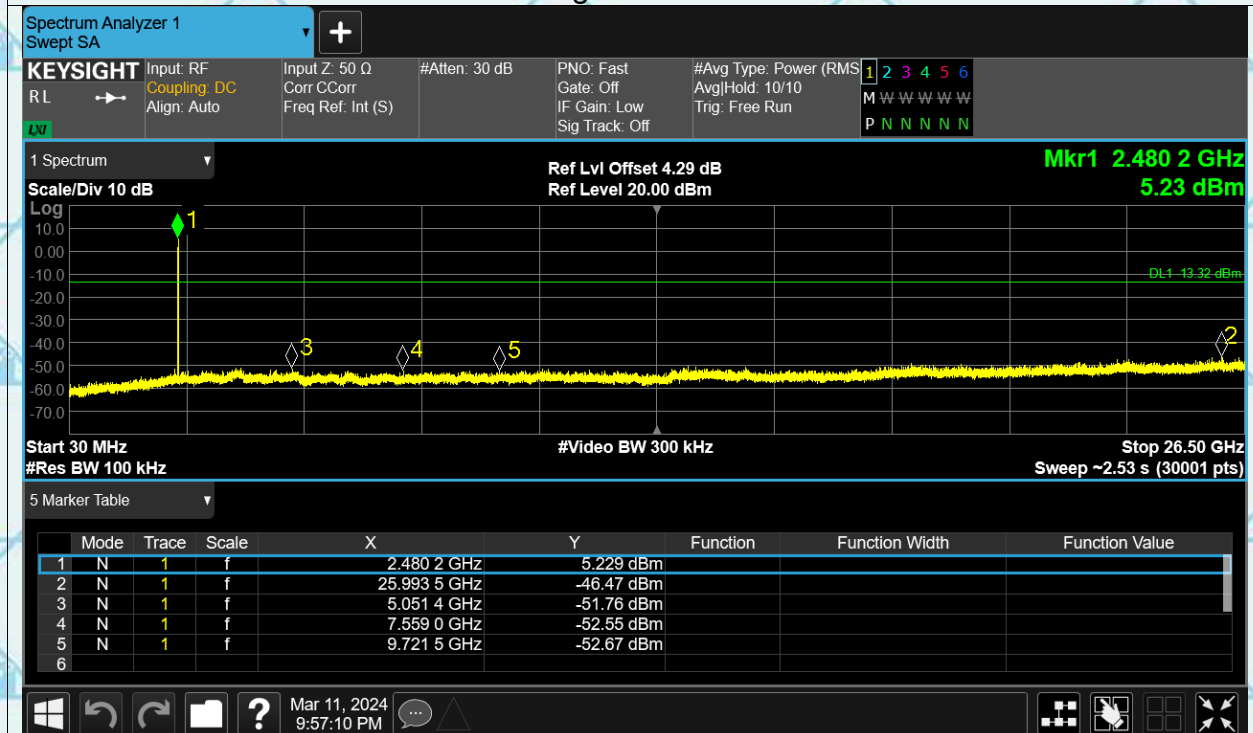 Spectrum Analyzer 1
Swept SA
+
KEYSIGHT Input: RF Input Z: 50 Ω #Atten: 30 dB PNO: Fast #Avg Type: Power (RMS 1 2 3 4 5 6
RL Coupling: DC Corr CCorr Gate: Off Avg|Hold: 10/10 M W W W W W
Align: Auto Freq Ref: Int (S) IF Gain: Low Trig: Free Run
LXI Sig Track: Off P N N N N N
1 Spectrum Ref Lvl Offset 4.29 dB Mkr1 2.480 2 GHz
Scale/Div 10 dB Ref Level 20.00 dBm 5.23 dBm
Log
1
10.0
0.00
-10.0 DL1 -13.32 dBm
-20.0
-30.0
-40.0 3 4 5 2
-50.0
-60.0
-70.0
Start 30 MHz #Video BW 300 kHz Stop 26.50 GHz
#Res BW 100 kHz Sweep ~2.53 s (30001 pts)
5 Marker Table
Mode Trace Scale X Y Function Function Width Function Value
1 N 1 f 2.480 2 GHz 5.229 dBm
2 N 1 f 25.993 5 GHz -46.47 dBm
3 N 1 f 5.051 4 GHz -51.76 dBm
4 N 1 f 7.559 0 GHz -52.55 dBm
5 N 1 f 9.721 5 GHz -52.67 dBm
6
? Mar 11, 2024
9:57:10 PM